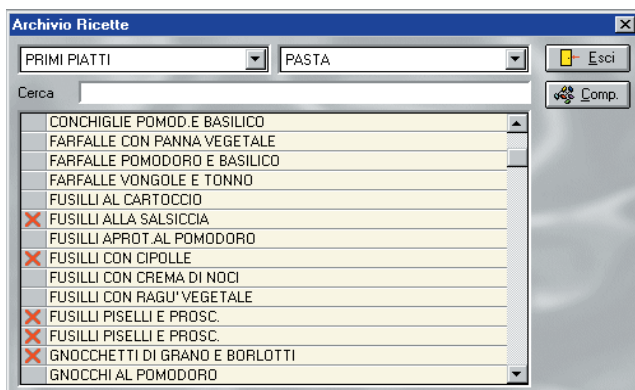 Archivio Ricette
PRIMI PIATTI PASTA Esci
Cerca Comp.
CONCHIGLIE POMOD.E BASILICO
FARFALLE CON PANNA VEGETALE
FARFALLE POMODORO E BASILICO
FARFALLE VONGOLE E TONNO
FUSILLI AL CARTOCCIO
FUSILLI ALLA SALSICCIA
FUSILLI APROT.AL POMODORO
FUSILLI CON CIPOLLE
FUSILLI CON CREMA DI NOCI
FUSILLI CON RAGU' VEGETALE
FUSILLI PISELLI E PROSC.
FUSILLI PISELLI E PROSC.
GNOCCHETTI DI GRANO E BORLOTTI
GNOCCHI AL POMODORO